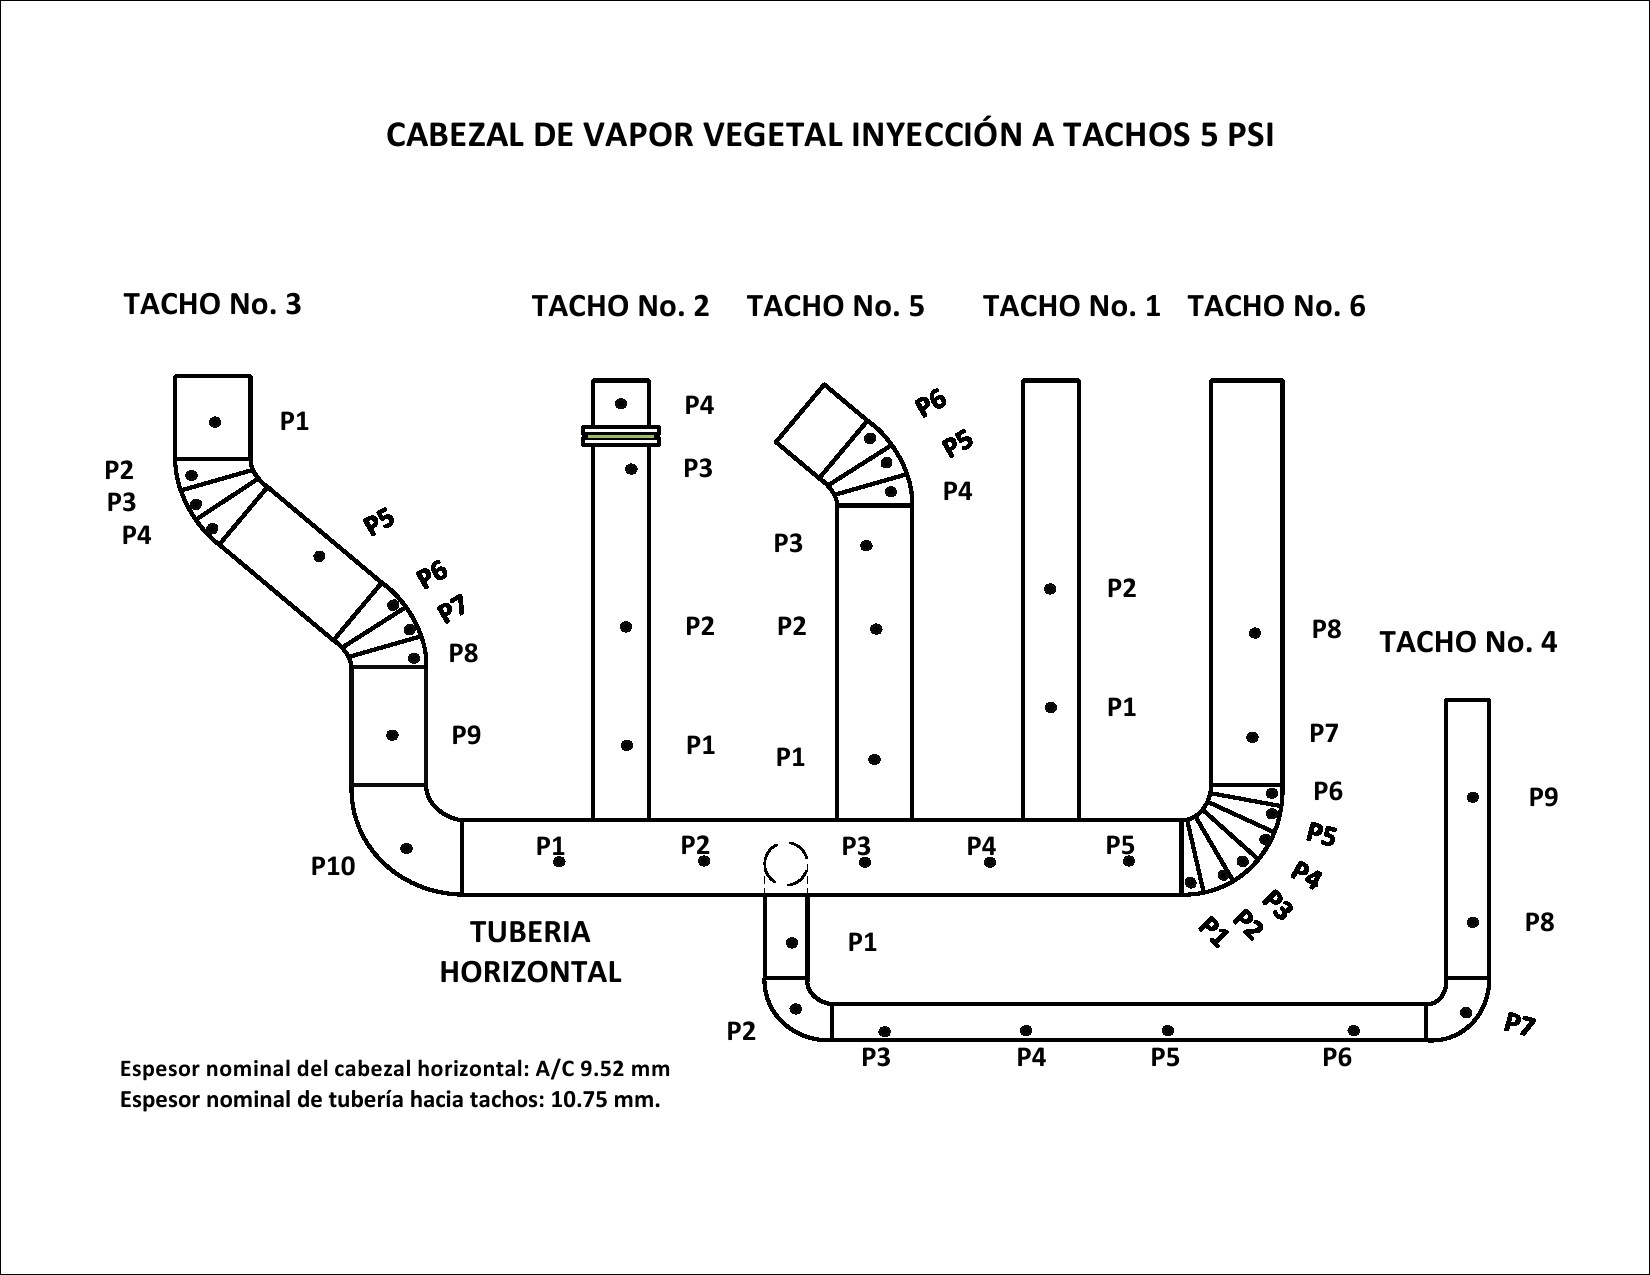 CABEZAL DE VAPOR VEGETAL INYECCIÓN A TACHOS 5 PSI
TACHO No. 3
P1
P2
P3
P4
P5
P6
P7
P8
P9
P10
TACHO No. 2
P4
P3
P2
P1
TACHO No. 5
P6
P5
P4
P3
P2
P1
TACHO No. 1
P2
P1
TACHO No. 6
P8
P7
P6
P5
P4
P3
P2
P1
TACHO No. 4
P9
P8
P7
P1 P2 P3 P4 P5
TUBERIA
HORIZONTAL
P1
P2
P3 P4 P5 P6
Espesor nominal del cabezal horizontal: A/C 9.52 mm
Espesor nominal de tubería hacia tachos: 10.75 mm.